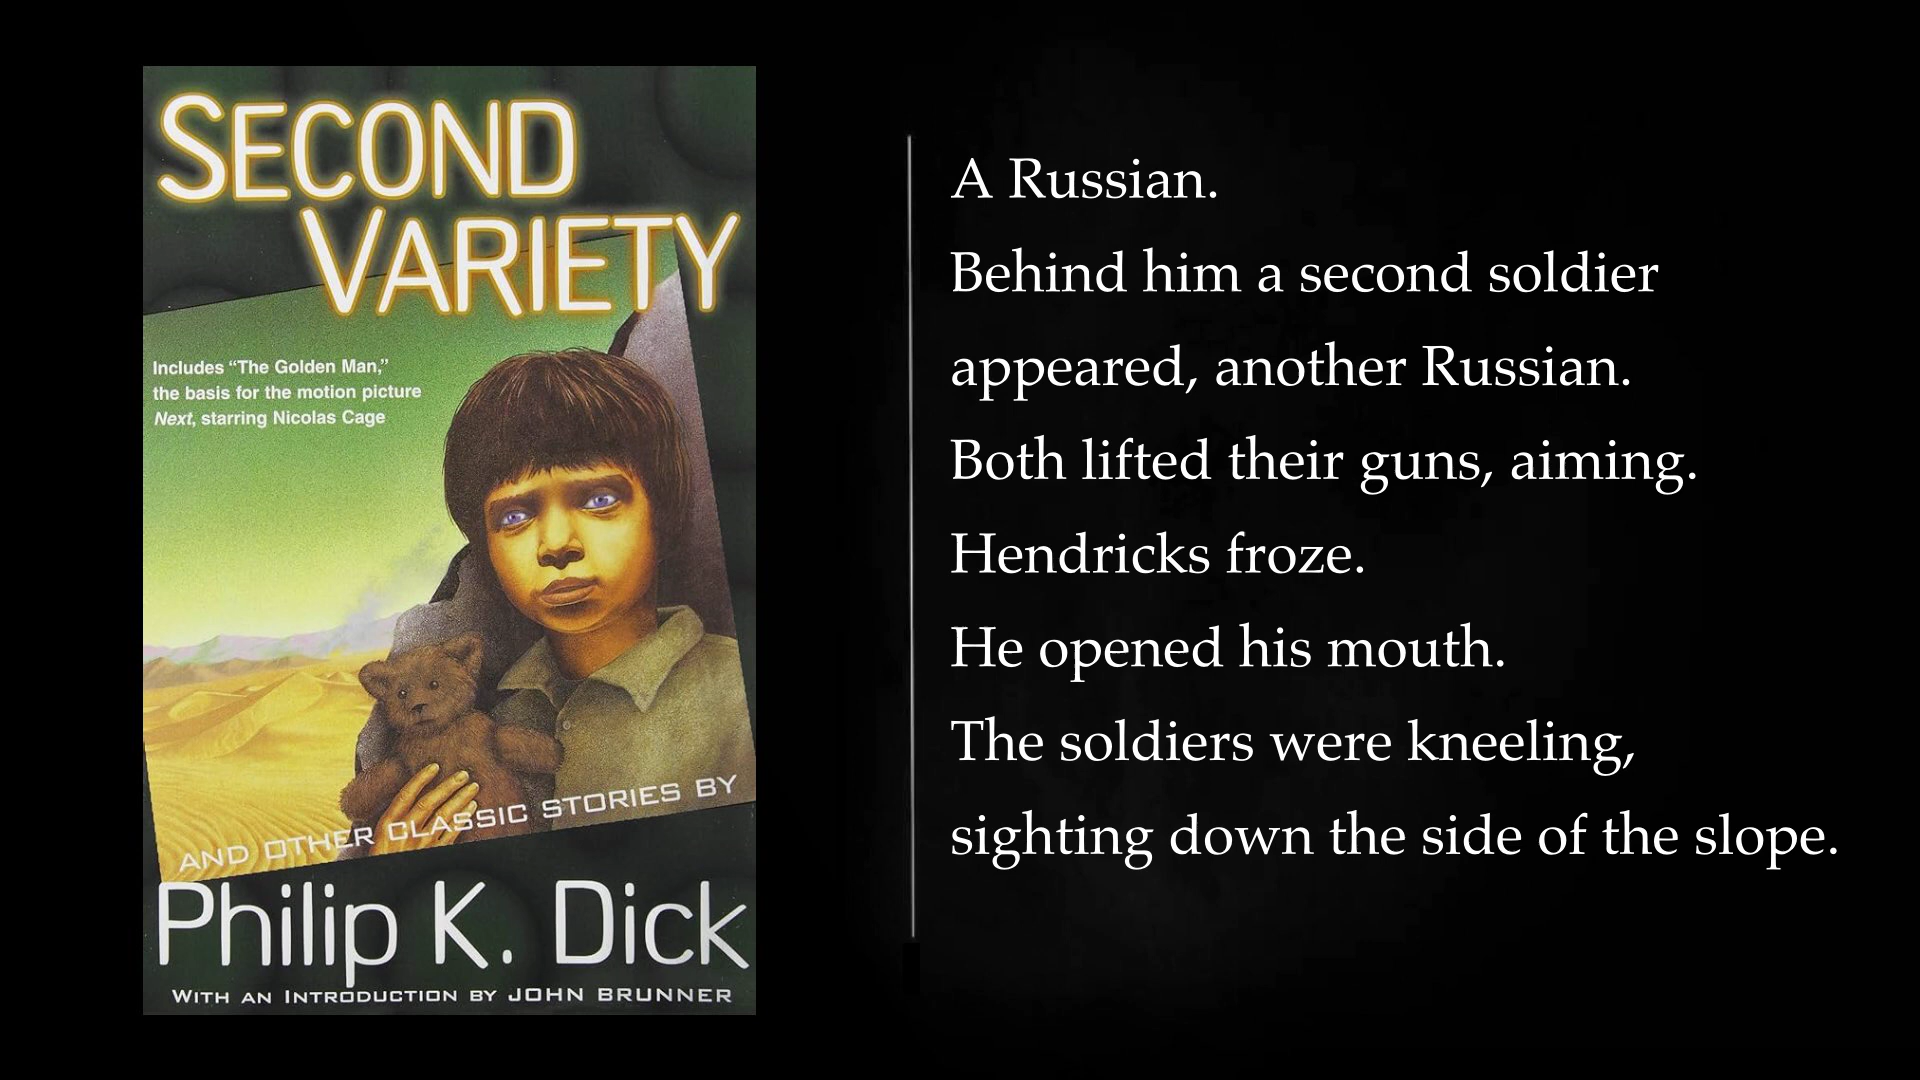 SECOND
VARIETY
Includes “The Golden Man,”
the basis for the motion picture
Next, starring Nicolas Cage
AND OTHER CLASSIC STORIES BY
Philip K. Dick
WITH AN INTRODUCTION BY JOHN BRUNNER
A Russian.
Behind him a second soldier
appeared, another Russian.
Both lifted their guns, aiming.
Hendricks froze.
He opened his mouth.
The soldiers were kneeling,
sighting down the side of the slope.